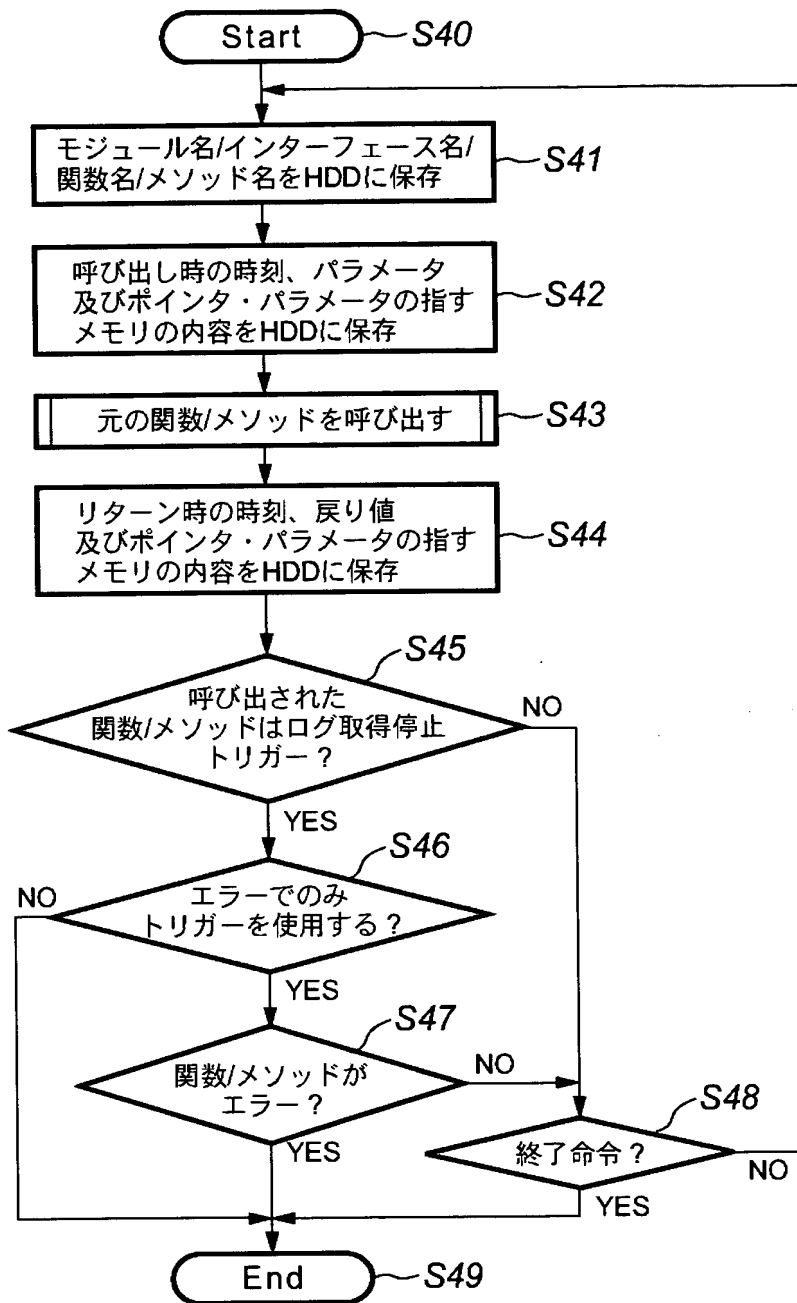 Start
S40
モジュール名/インターフェース名/
関数名/メソッド名をHDDに保存
S41
呼び出し時の時刻、パラメータ
及びポインタ・パラメータの指す
メモリの内容をHDDに保存
S42
元の関数/メソッドを呼び出す
S43
リターン時の時刻、戻り値
及びポインタ・パラメータの指す
メモリの内容をHDDに保存
S44
S45
呼び出された
関数/メソッドはログ取得停止
トリガー？
NO
YES
S46
NO
エラーでのみ
トリガーを使用する？
YES
S47
関数/メソッドが
エラー？
NO
YES
S48
終了命令？
NO
YES
End
S49